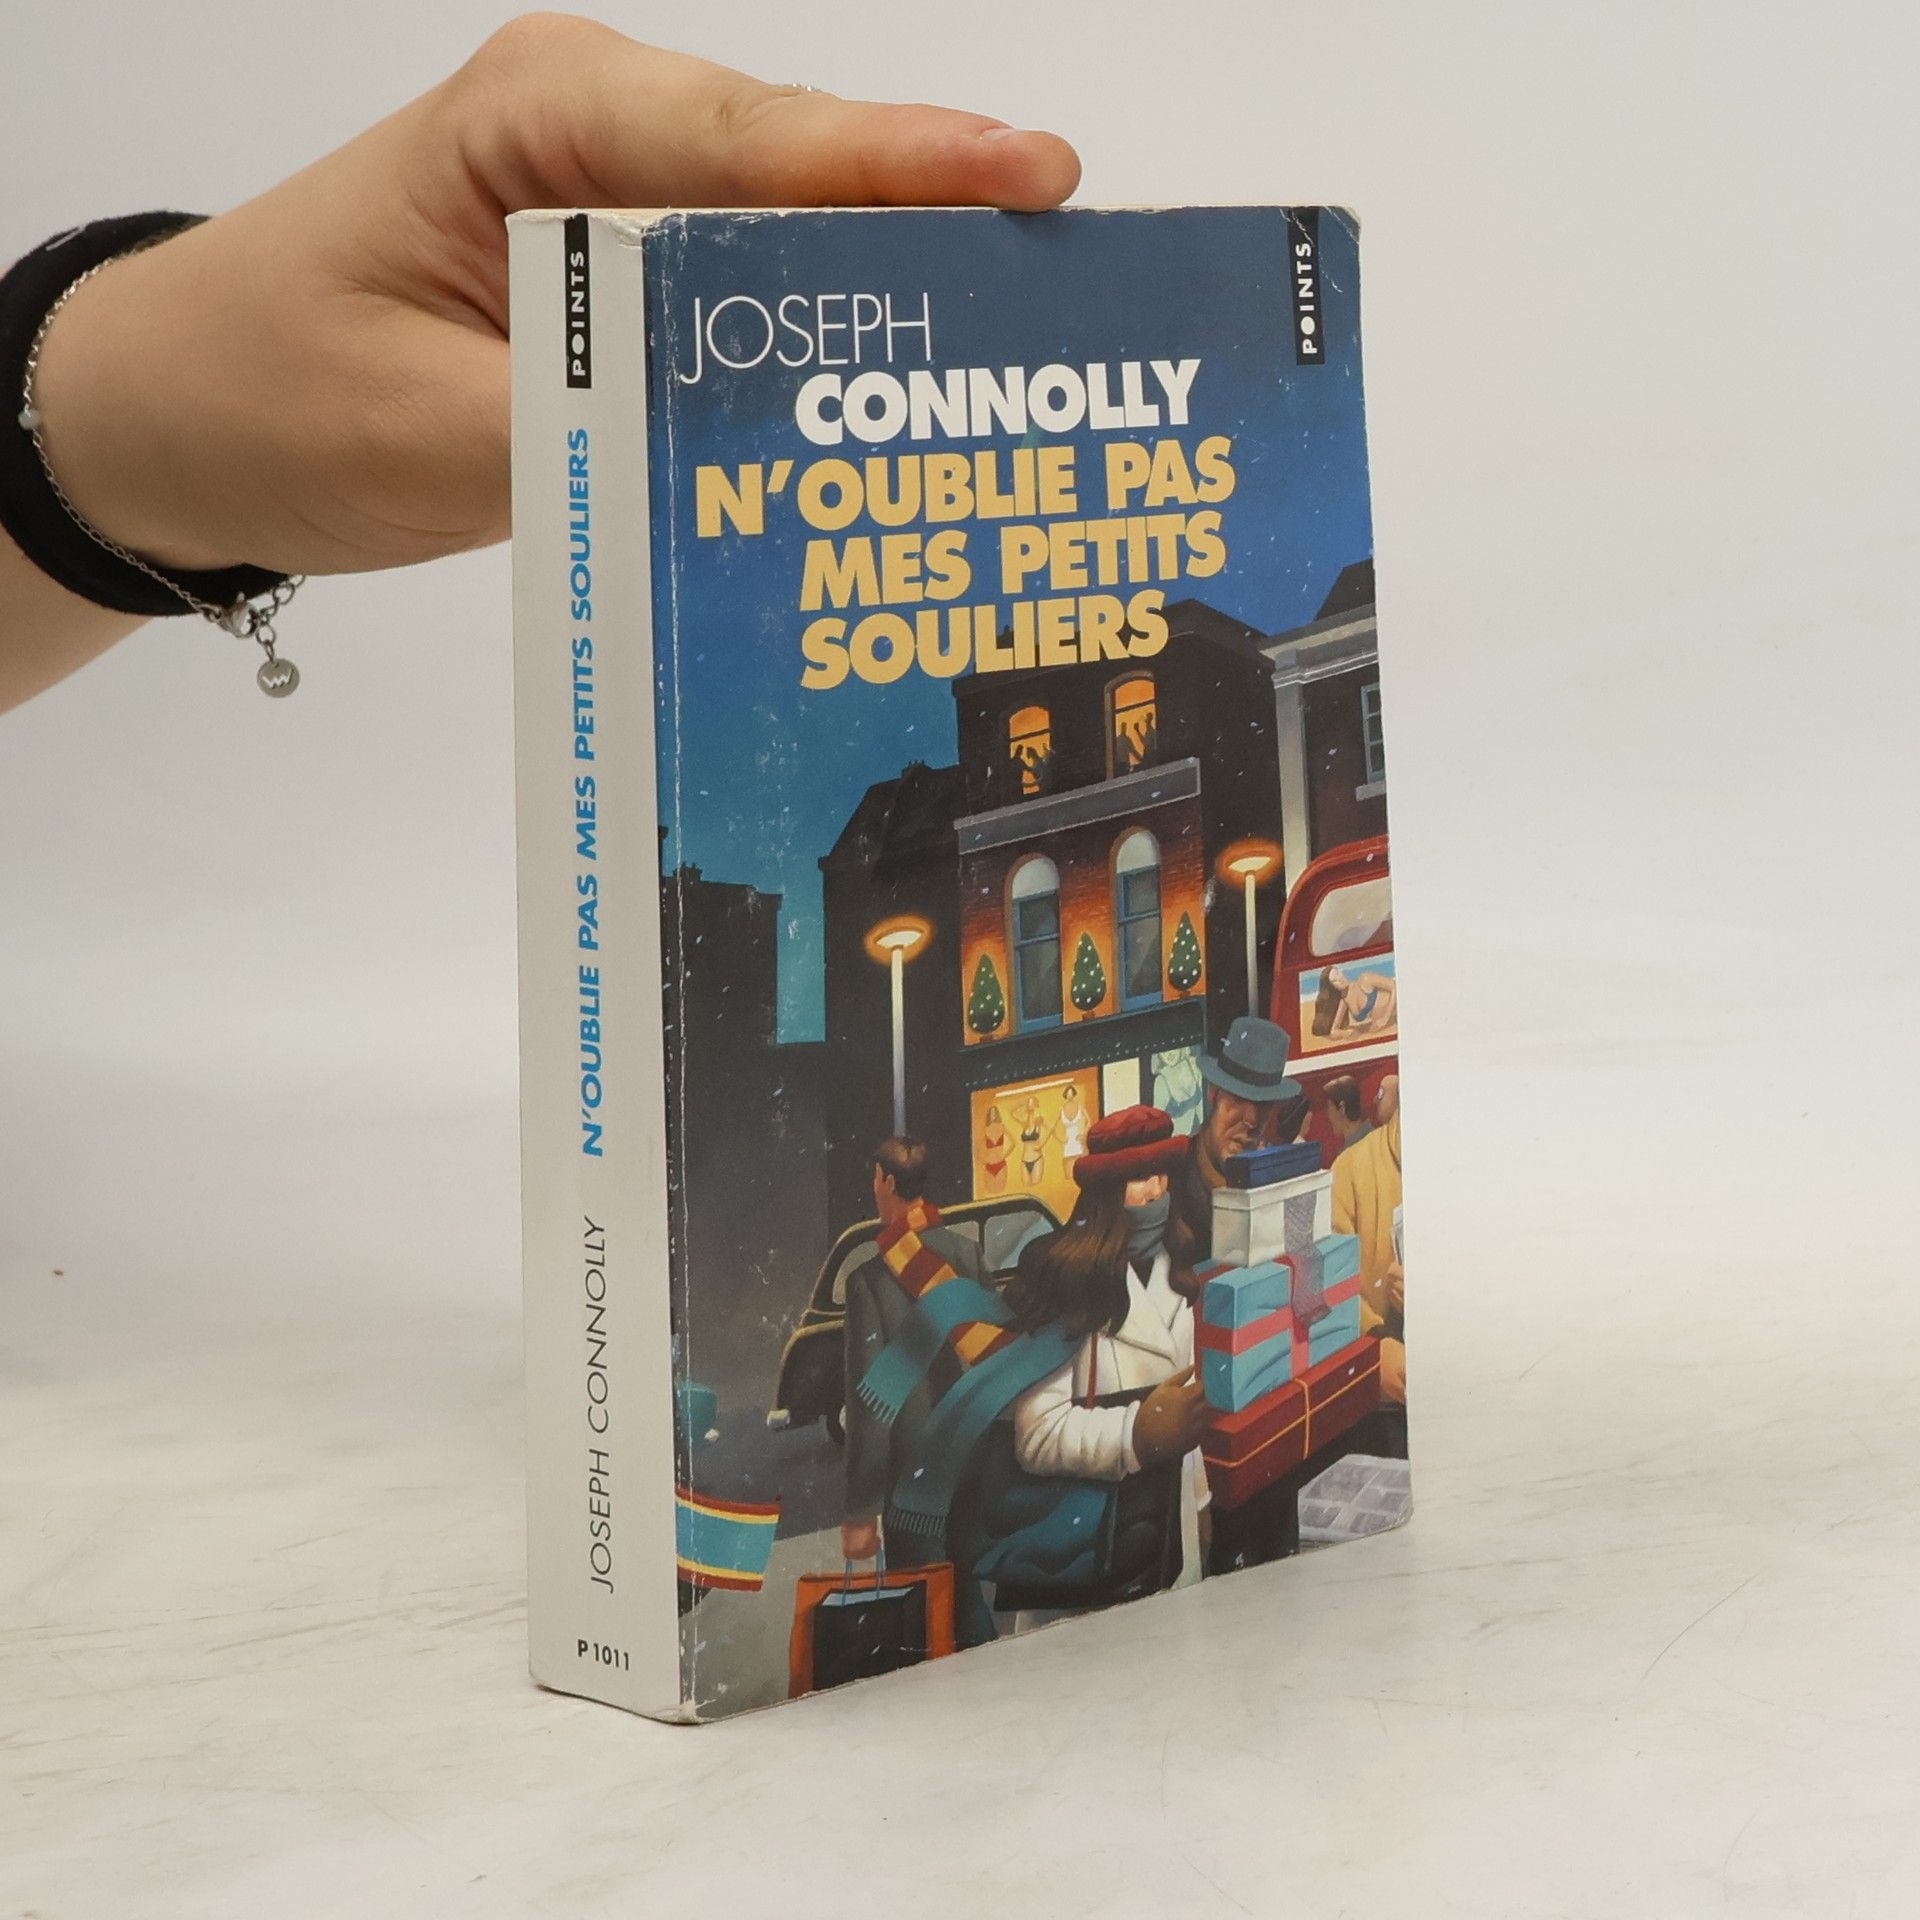 POINTS
N'OUBLIE PAS MES PETITS SOULIERS
JOSEPH CONNOLLY
P 1011
JOSEPH
CONNOLLY
N'OUBLIE PAS
MES PETITS
SOULIERS
POINTS